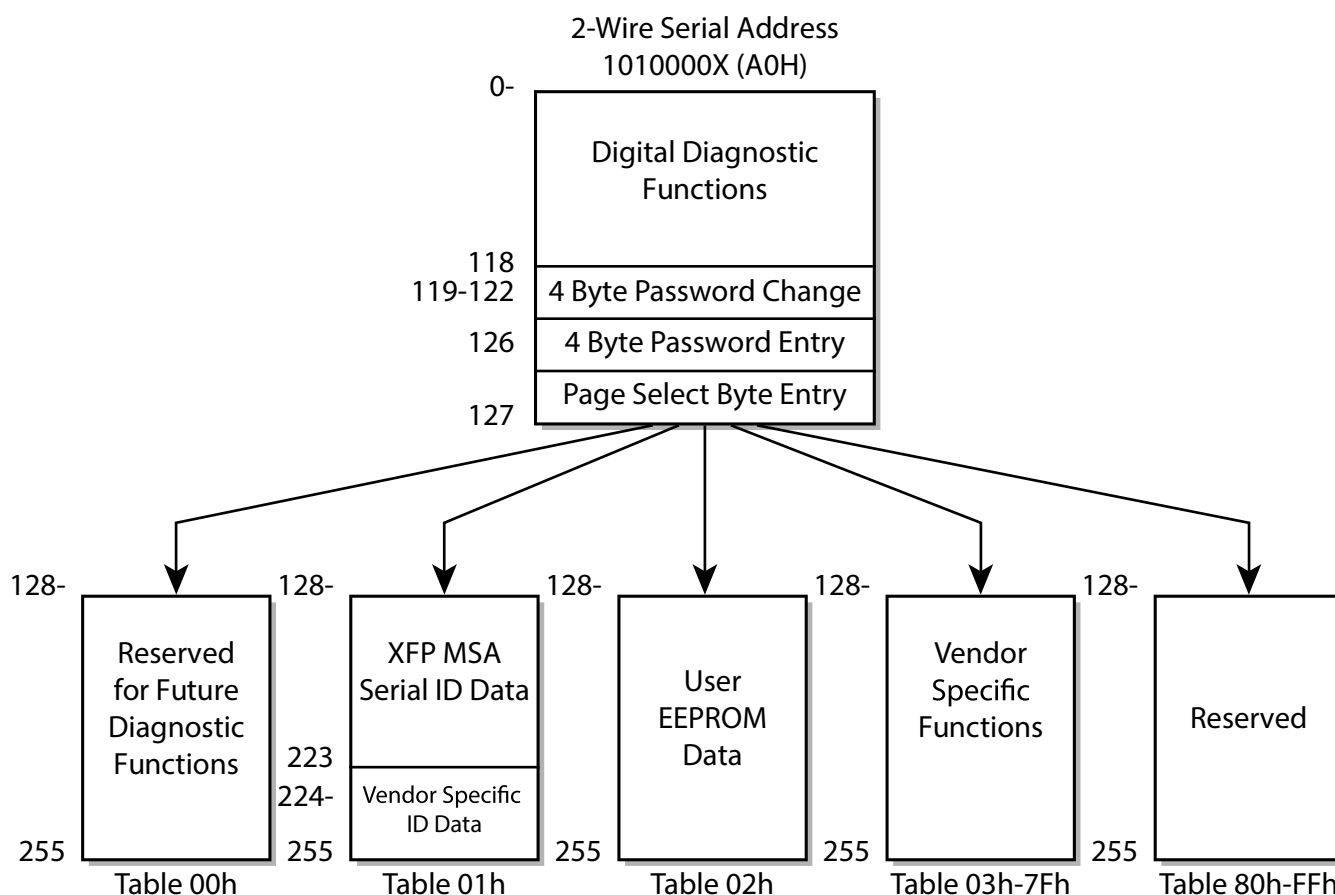 2-Wire Serial Address
1010000X (A0H)
0-
Digital Diagnostic
Functions
118
119-122
4 Byte Password Change
126
4 Byte Password Entry
Page Select Byte Entry
127
128-
Reserved
for Future
Diagnostic
Functions
255
Table 00h
128-
XFP MSA
Serial ID Data
223
224-
Vendor Specific
ID Data
255
Table 01h
128-
User
EEPROM
Data
255
Table 02h
128-
Vendor
Specific
Functions
255
Table 03h-7Fh
128-
Reserved
255
Table 80h-FFh